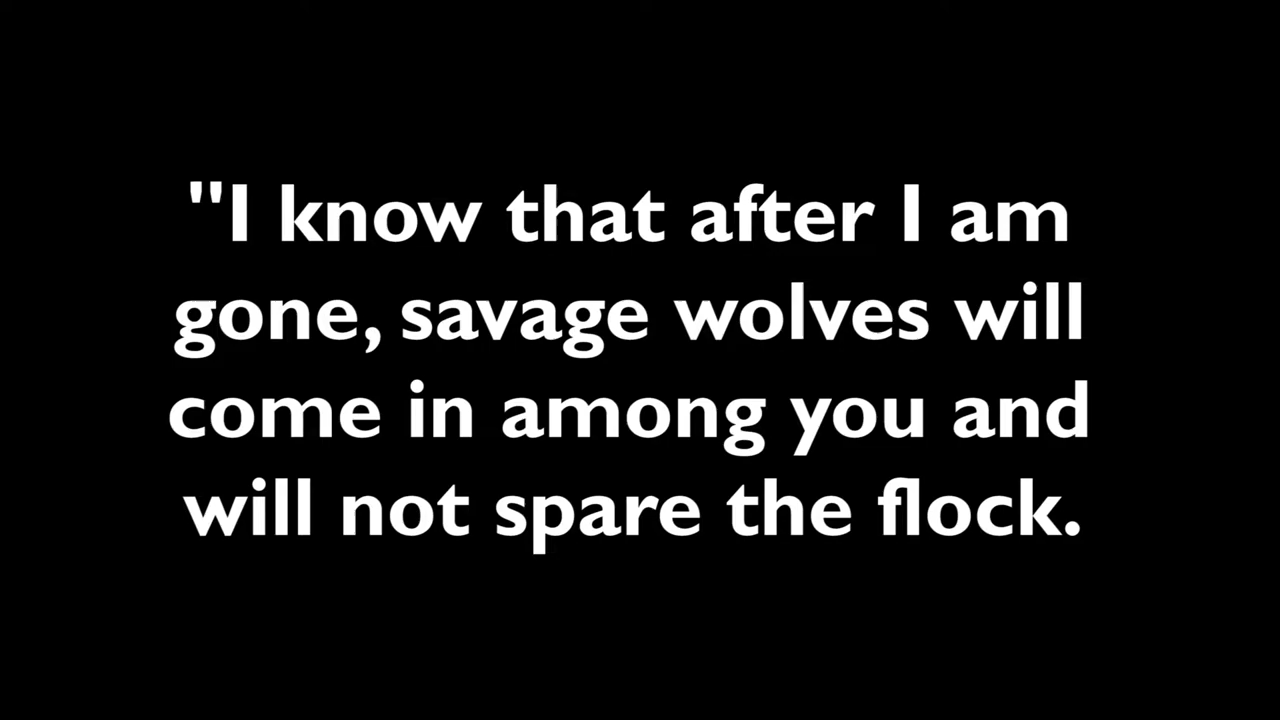 "I know that after I am
gone, savage wolves will
come in among you and
will not spare the flock.